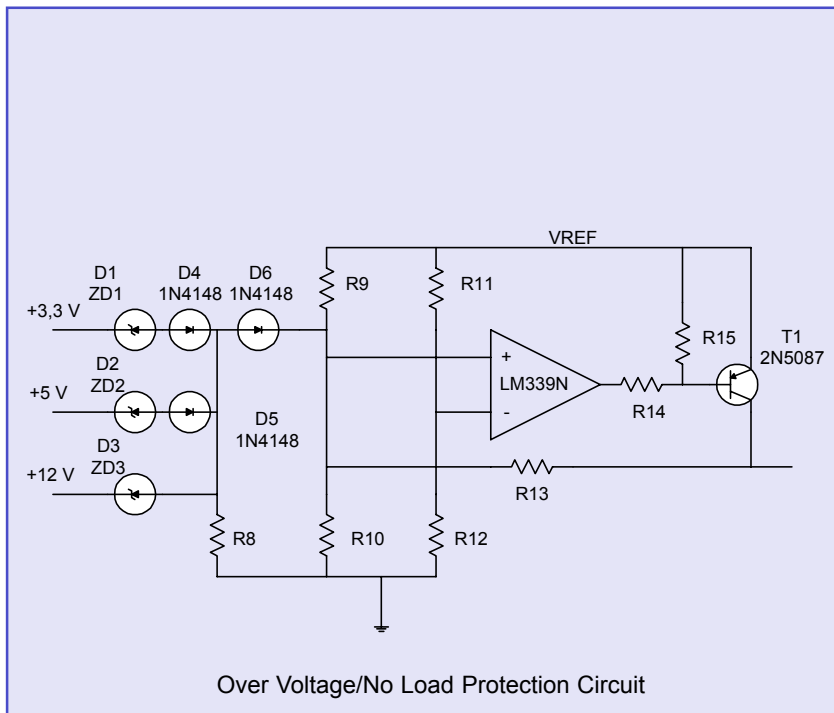 VREF
D1
ZD1
D4
1N4148
D6
1N4148
R9
R11
+3,3 V
T1
2N5087
R15
+
LM339N
-
D2
ZD2
+5 V
R14
D5
1N4148
D3
ZD3
+12 V
R13
R8
R10
R12
Over Voltage/No Load Protection Circuit